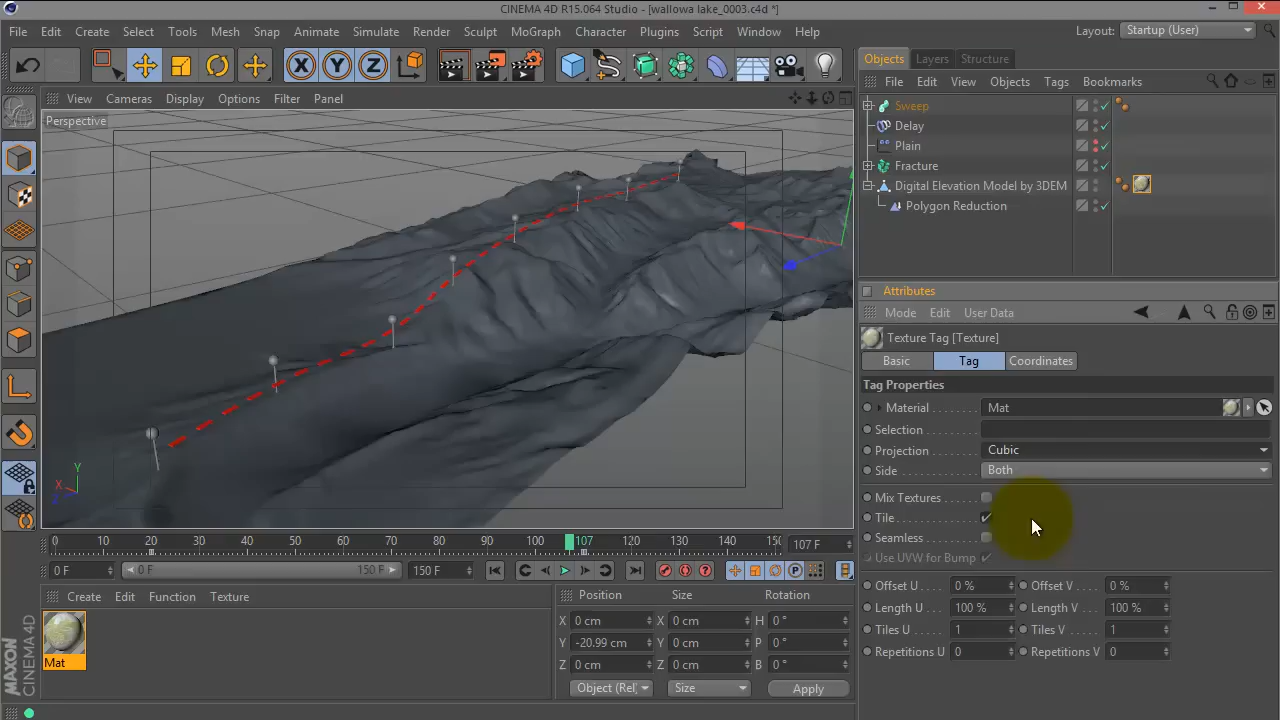 CINEMA 4D R15.064 Studio - [wallowa lake_0003.c4d *]
File Edit Create Select Tools Mesh Snap Animate Simulate Render Sculpt MoGraph Character Plugins Script Window Help
Layout: Startup (User)
X Y Z
Objects Layers Structure
File Edit View Objects Tags Bookmarks
View Cameras Display Options Filter Panel
Perspective
Sweep
Delay
Plain
Fracture
Digital Elevation Model by 3DEM
Polygon Reduction
Attributes
Mode Edit User Data
Texture Tag [Texture]
Basic Tag Coordinates
Tag Properties
Material Mat
Selection
Projection Cubic
Side Both
Mix Textures
Tile
Seamless
Use UVW for Bump
Offset U 0 % Offset V 0 %
Length U 100 % Length V 100 %
Tiles U 1 Tiles V 1
Repetitions U 0 Repetitions V 0
Y
X
Z
0 10 20 30 40 50 60 70 80 90 100 107 120 130 140 15 107 F
0 F 0 F 150 F 150 F
P
Create Edit Function Texture
Mat
Position Size Rotation
X 0 cm X 0 cm H 0 °
Y -20.99 cm Y 0 cm P 0 °
Z 0 cm Z 0 cm B 0 °
Object (Rel) Size Apply
MAXON
CINEMA 4D